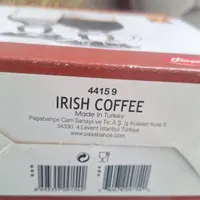 44159
IRISH COFFEE
Made in Turkey
Paşabahçe Cam Sanayii ve Tic.A.Ş. İş Kuleleri Kule 3
34330 4.Levent İstanbul Türkiye
www.pasabahce.com